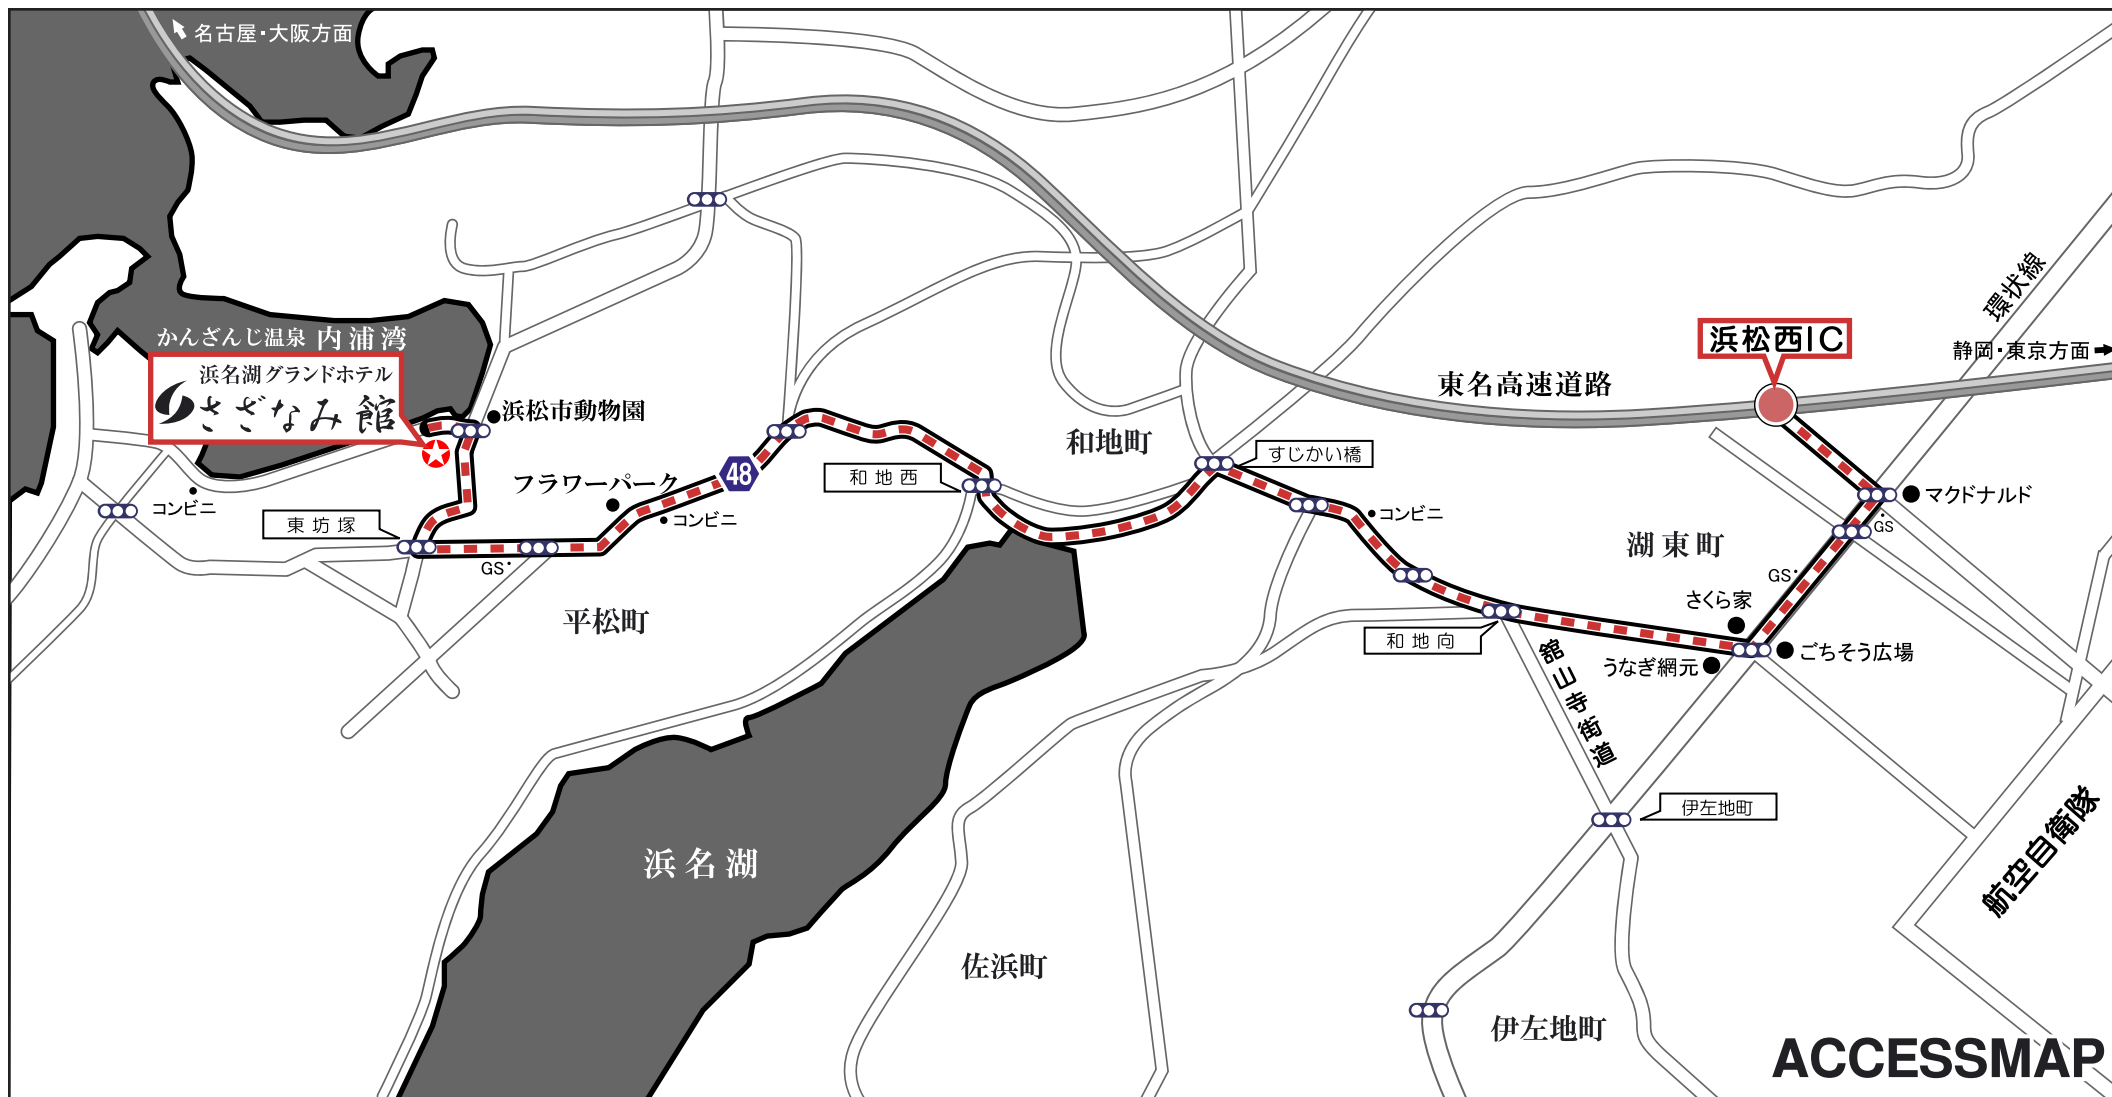 名古屋・大阪方面
かんざんじ温泉 内浦湾
浜名湖グランドホテル
さざなみ館
浜松市動物園
フラワーパーク
48
コンビニ
コンビニ
東坊塚
GS
平松町
和地西
和地町
すじかい橋
コンビニ
東名高速道路
浜松西IC
環状線
静岡・東京方面
マクドナルド
GS
湖東町
GS
さくら家
ごちそう広場
うなぎ網元
和地向
舘山寺街道
伊左地町
航空自衛隊
浜名湖
佐浜町
伊左地町
ACCESSMAP